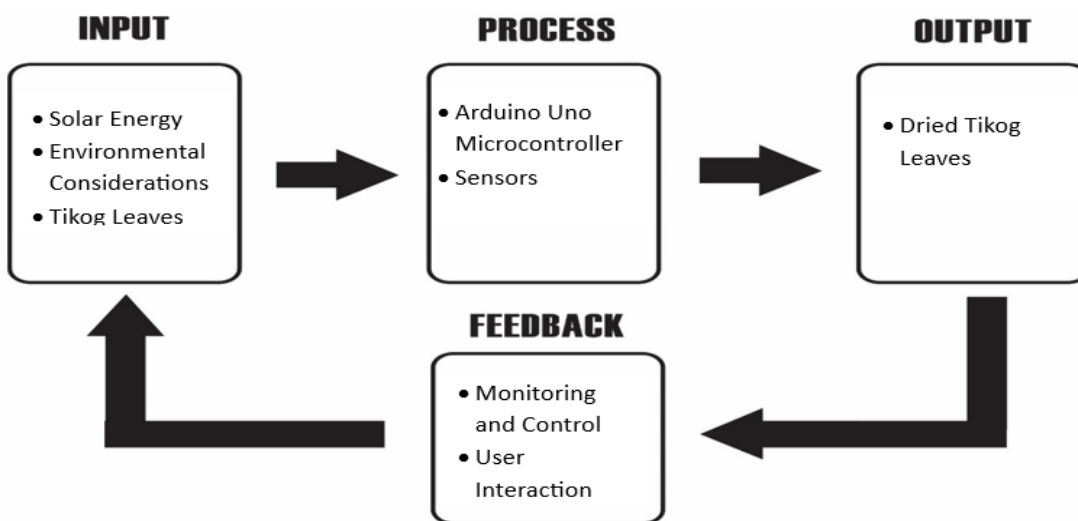 INPUT
• Solar Energy
• Environmental
Considerations
• Tikog Leaves
PROCESS
• Arduino Uno
Microcontroller
• Sensors
OUTPUT
• Dried Tikog
Leaves
FEEDBACK
• Monitoring
and Control
• User
Interaction